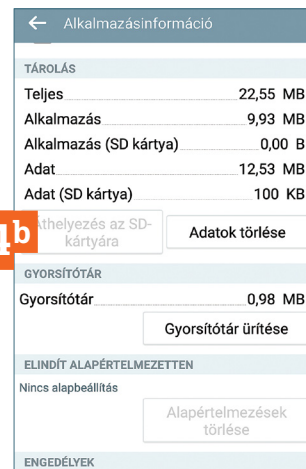 ← Alkalmazásinformáció
TÁROLÁS
Teljes 22,55 MB
Alkalmazás 9,93 MB
Alkalmazás (SD kártya) 0,00 B
Adat 12,53 MB
Adat (SD kártya) 100 KB
4b
Áthelyezés az SD-
kártyára
Adatok törlése
GYORSÍTÓTÁR
Gyorsítótár 0,98 MB
Gyorsítótár ürítése
ELINDÍT ALAPÉRTELMEZETTEN
Nincs alapbeállítás
Alapértelmezések
törlése
ENGEDÉLYEK